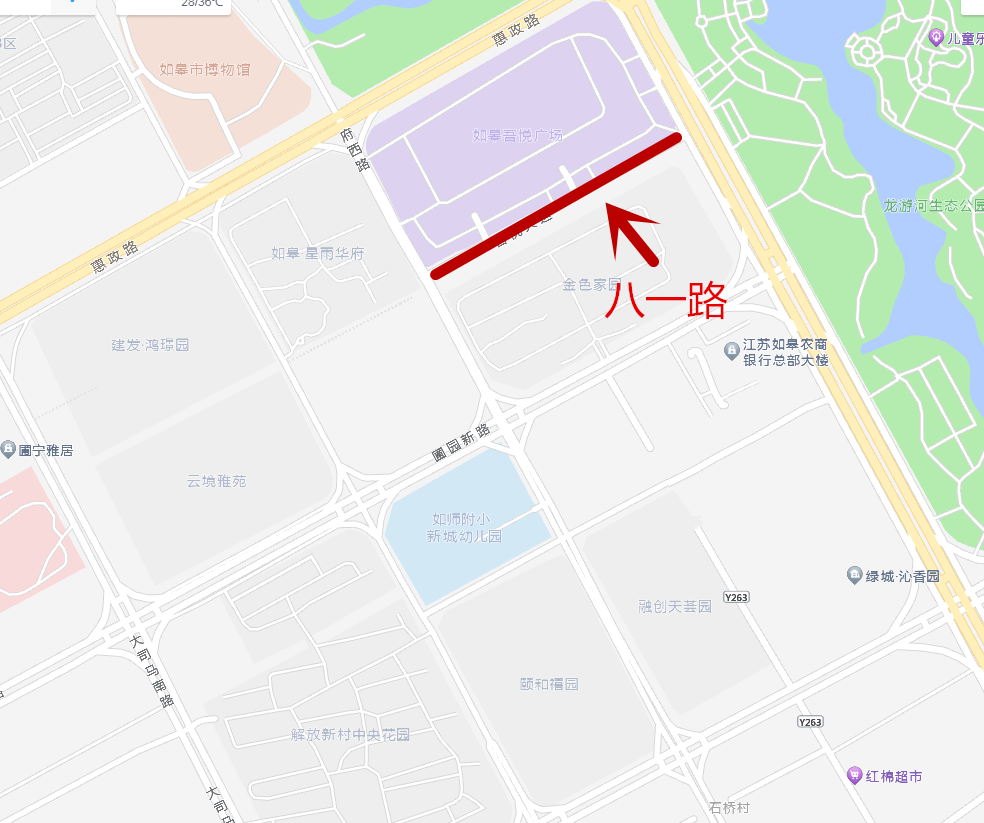 28/36℃
惠政路
儿童乐
如皋市博物馆
如皋吾悦广场
府西路
龙游河生态公园
惠政路
如皋·星雨华府
金色家园
八一路
建发·鸿璟园
江苏如皋农商
银行总部大楼
圃园新路
圃宁雅居
云境雅苑
如师附小
新城幼儿园
绿城·沁香园
融创天荟园
Y263
大司马南路
颐和禧园
解放新村中央花园
Y263
红棉超市
大司马
石桥村